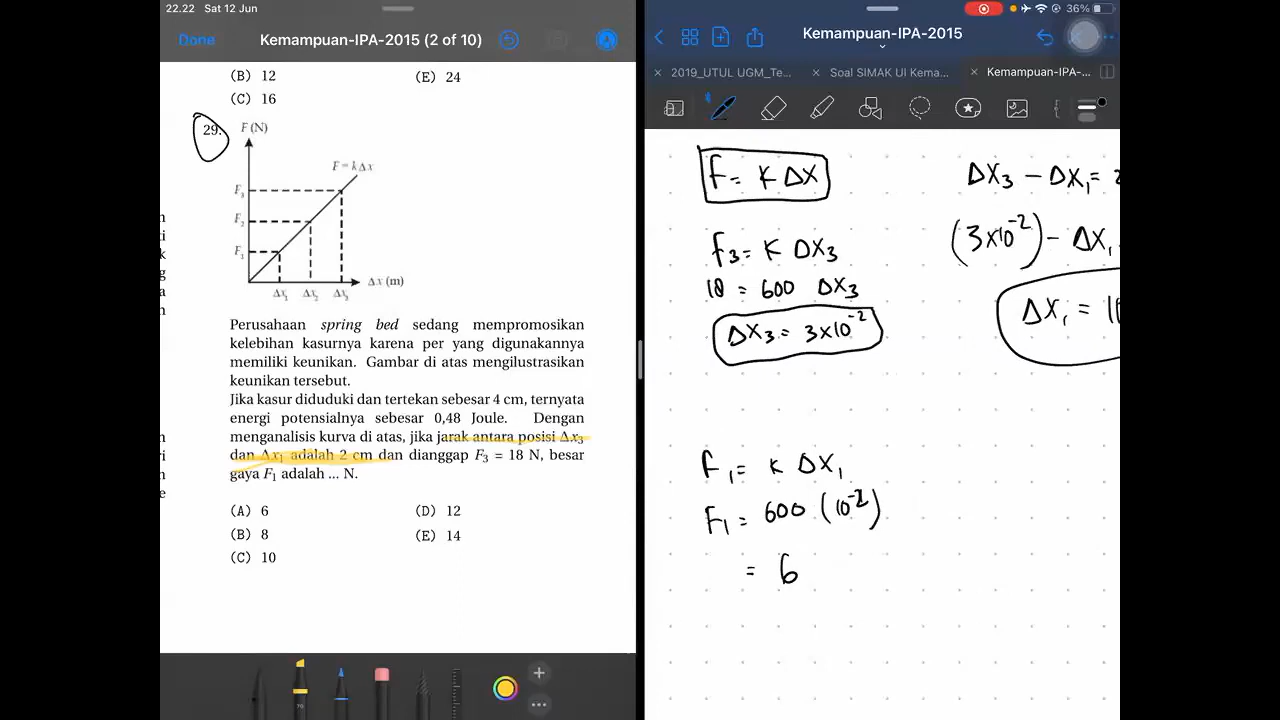 22.22 Sat 12 Jun
36%
Done
Kemampuan-IPA-2015 (2 of 10)
Kemampuan-IPA-2015
2019_UTUL UGM_Te...
Soal SIMAK UI Kema...
Kemampuan-IPA-...
(B) 12
(E) 24
(C) 16
29.
F (N)
F = kΔx
F₃
F₂
F₁
Δx (m)
Δx₁ Δx₂ Δx₃
Perusahaan spring bed sedang mempromosikan
kelebihan kasurnya karena per yang digunakannya
memiliki keunikan. Gambar di atas mengilustrasikan
keunikan tersebut.
Jika kasur diduduki dan tertekan sebesar 4 cm, ternyata
energi potensialnya sebesar 0,48 Joule. Dengan
menganalisis kurva di atas, jika jarak antara posisi Δx₃
dan Δx₁ adalah 2 cm dan dianggap F₃ = 18 N, besar
gaya F₁ adalah ... N.
(A) 6
(D) 12
(B) 8
(E) 14
(C) 10
F = K ΔX
F₃ = K ΔX₃
18 = 600 ΔX₃
ΔX₃ = 3×10⁻²
F₁ = K ΔX₁
F₁ = 600 (10⁻²)
= 6
ΔX₃ − ΔX₁ = 2
(3×10⁻²) − ΔX₁
ΔX₁ = 10